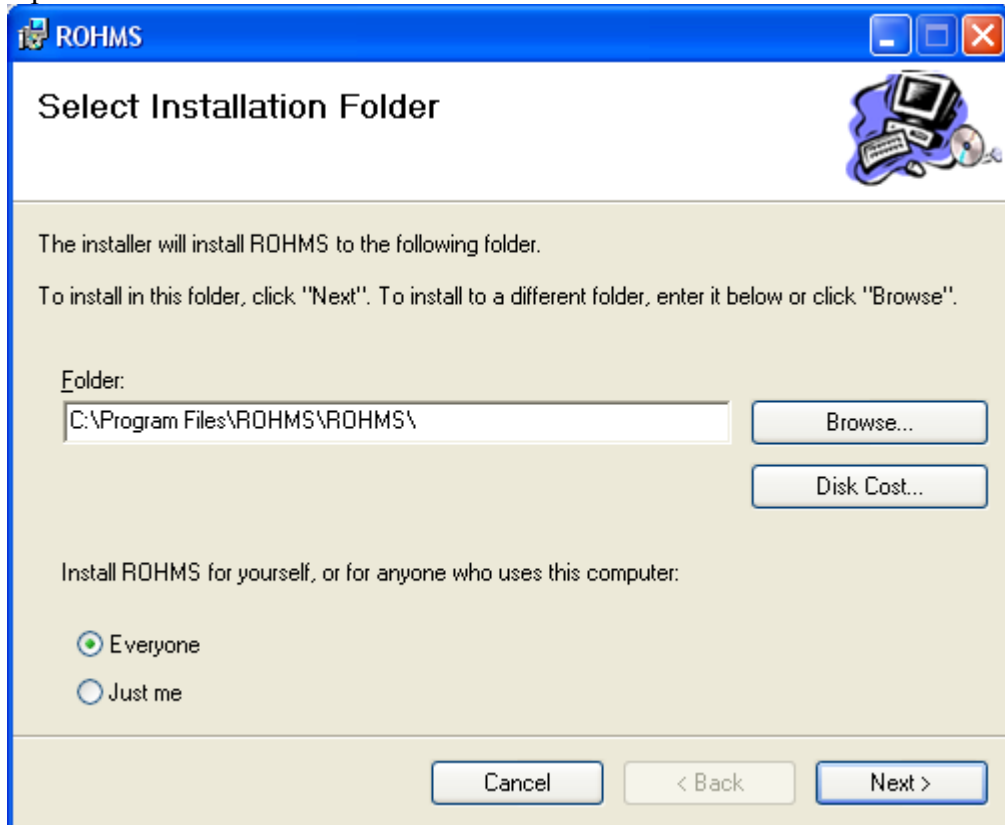 ROHMS
Select Installation Folder
The installer will install ROHMS to the following folder.
To install in this folder, click "Next". To install to a different folder, enter it below or click "Browse".
Folder:
C:\Program Files\ROHMS\ROHMS\
Browse...
Disk Cost...
Install ROHMS for yourself, or for anyone who uses this computer:
Everyone
Just me
Cancel
< Back
Next >